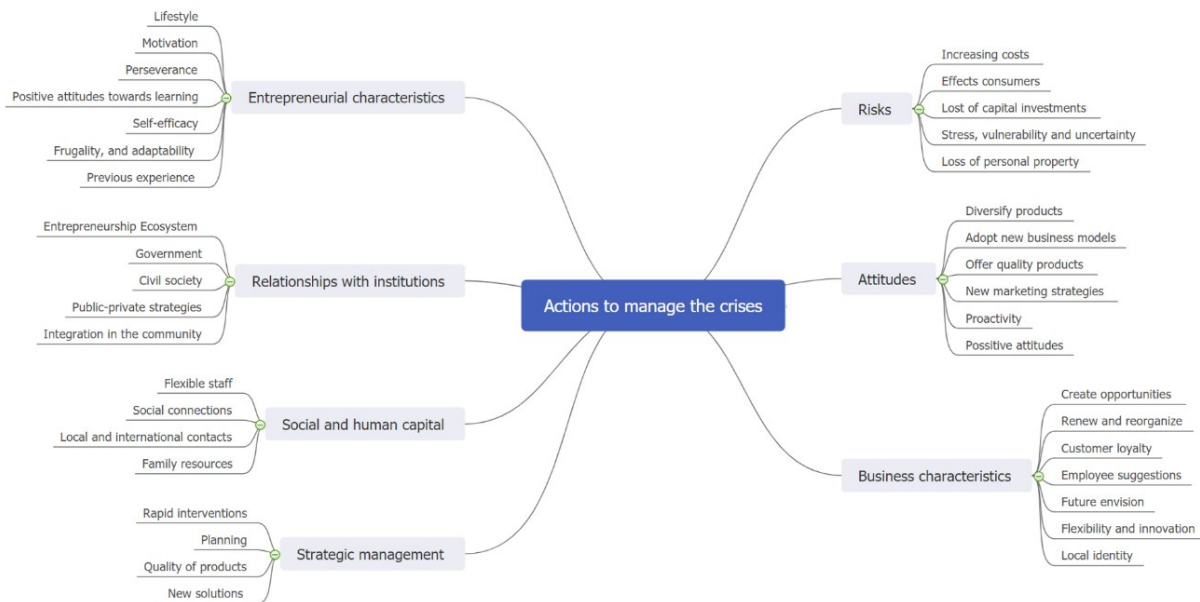 Actions to manage the crises
Entrepreneurial characteristics
Lifestyle
Motivation
Perseverance
Positive attitudes towards learning
Self-efficacy
Frugality, and adaptability
Previous experience
Relationships with institutions
Entrepreneurship Ecosystem
Government
Civil society
Public-private strategies
Integration in the community
Social and human capital
Flexible staff
Social connections
Local and international contacts
Family resources
Strategic management
Rapid interventions
Planning
Quality of products
New solutions
Risks
Increasing costs
Effects consumers
Lost of capital investments
Stress, vulnerability and uncertainty
Loss of personal property
Attitudes
Diversify products
Adopt new business models
Offer quality products
New marketing strategies
Proactivity
Possitive attitudes
Business characteristics
Create opportunities
Renew and reorganize
Customer loyalty
Employee suggestions
Future envision
Flexibility and innovation
Local identity